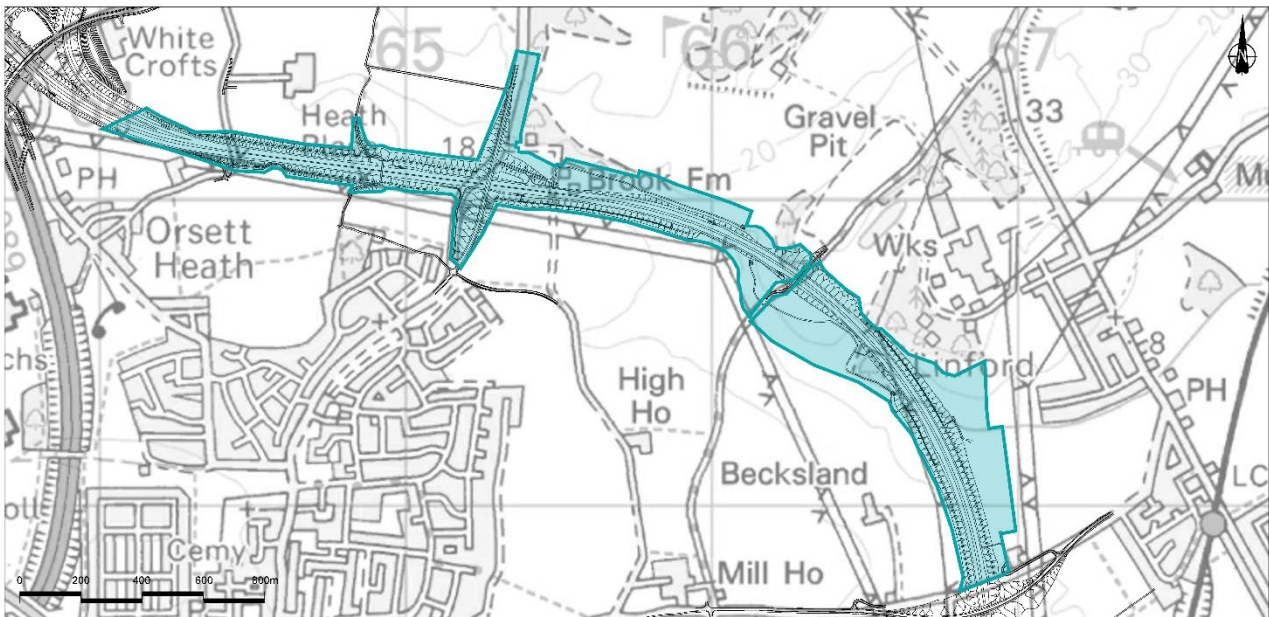 White
Crofts
65
66
67
Heath
33
Gravel
Pit
18
PH
Brook Fm
Orsett
Heath
Wks
Linford
8
High
Ho
PH
Becksland
Cemy
Mill Ho
LC
0 200 400 600 800m
20
30
20